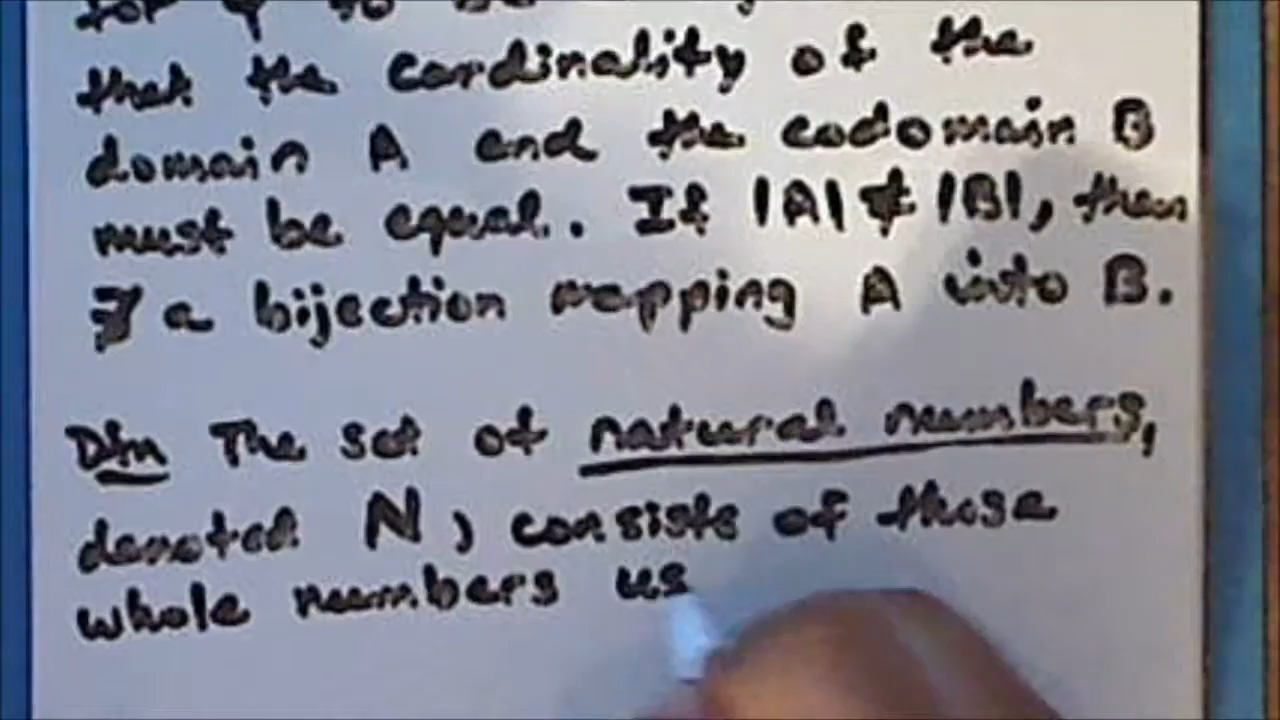 that the cardinality of the
domain A and the codomain B
must be equal. If |A| ≠ |B|, then
∄ a bijection mapping A into B.
Dfn The set of natural numbers,
denoted N, consists of those
whole numbers us